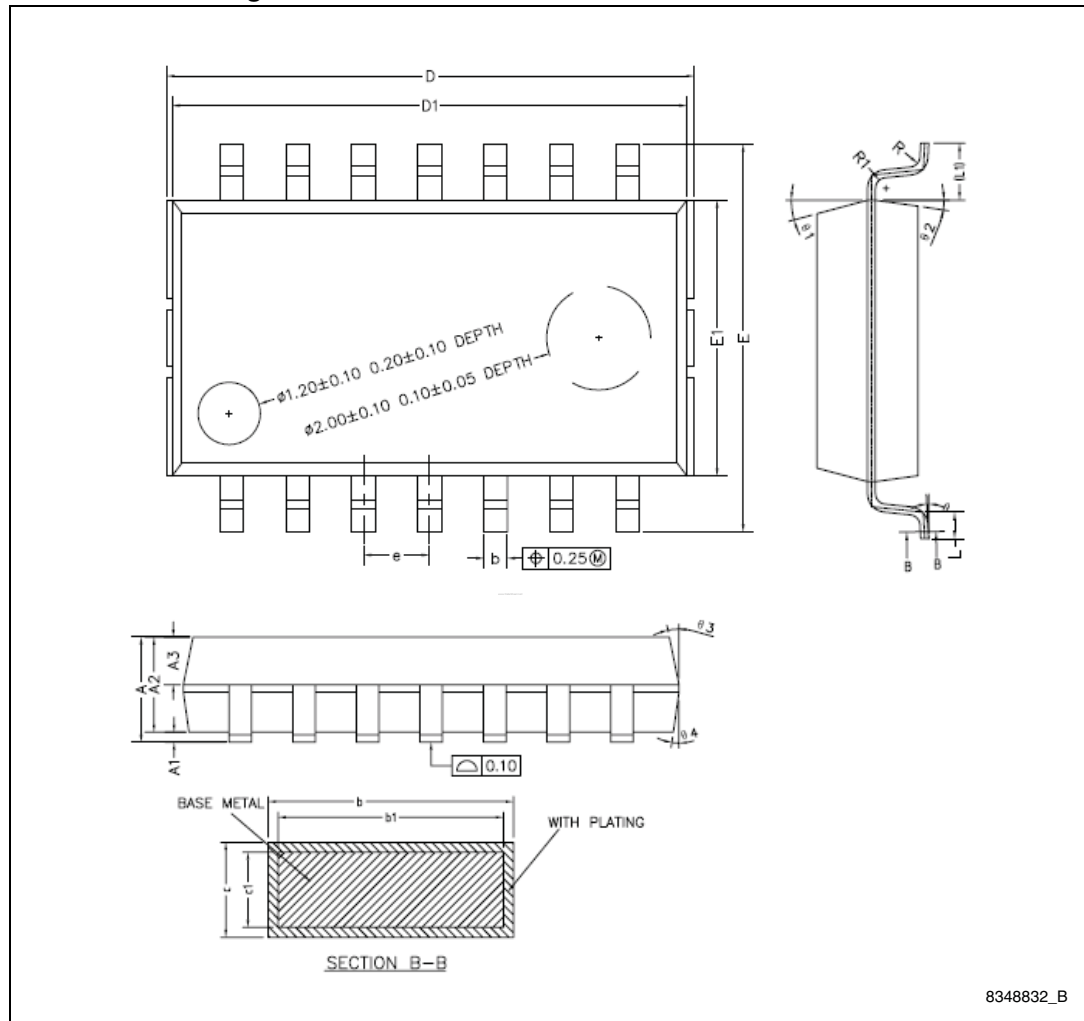 D
D1
R
R1
(L1)
θ1
θ2
E1
E
ø1.20±0.10 0.20±0.10 DEPTH
ø2.00±0.10 0.10±0.05 DEPTH
e
b
0.25Ⓜ
θ
L
B
B
θ3
A
A2
A3
A1
θ4
0.10
BASE METAL
b
b1
WITH PLATING
c
c1
SECTION B-B
8348832_B